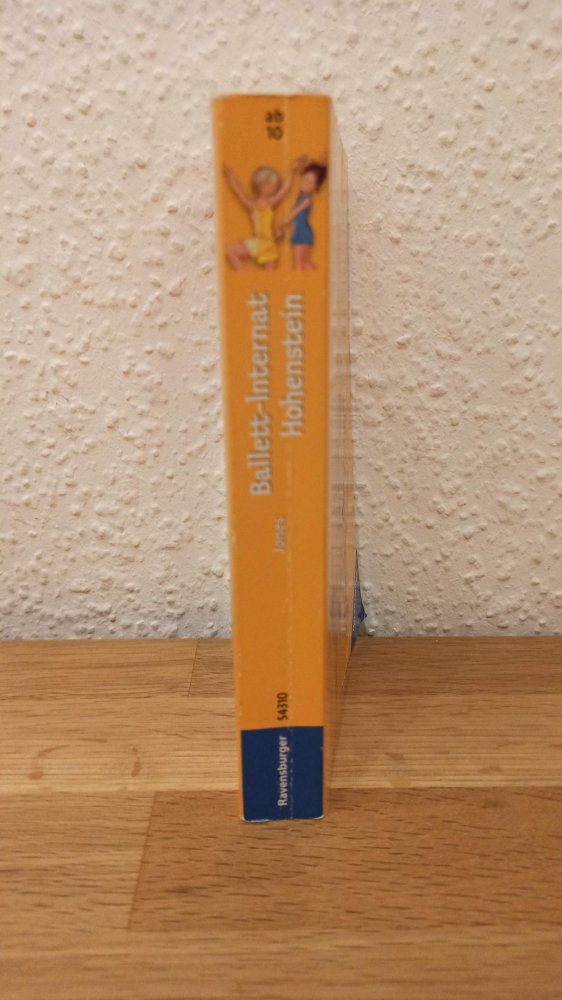 ab
10
Ballett-Internat
Hohenstein
Jones
54310
Ravensburger